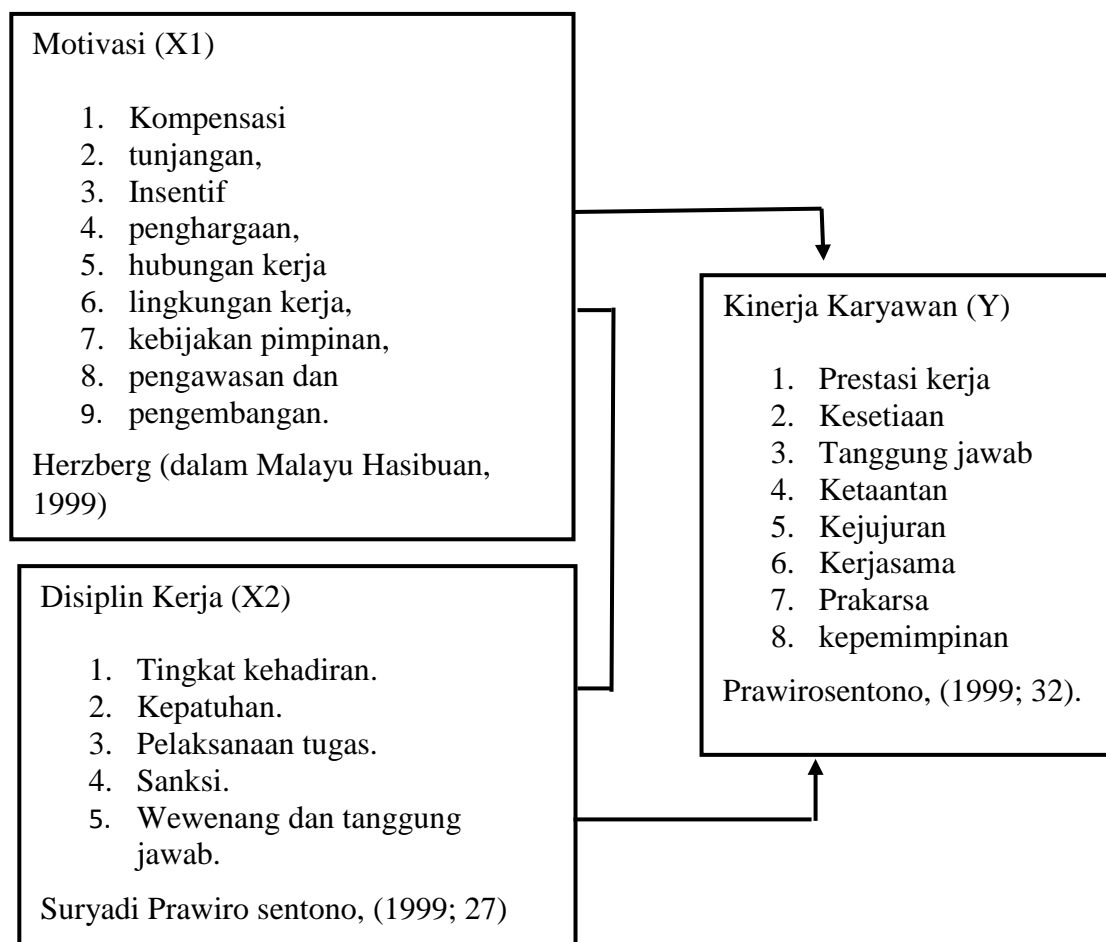 Motivasi (X1)
1. Kompensasi
2. tunjangan,
3. Insentif
4. penghargaan,
5. hubungan kerja
6. lingkungan kerja,
7. kebijakan pimpinan,
8. pengawasan dan
9. pengembangan.
Herzberg (dalam Malayu Hasibuan,
1999)
Disiplin Kerja (X2)
1. Tingkat kehadiran.
2. Kepatuhan.
3. Pelaksanaan tugas.
4. Sanksi.
5. Wewenang dan tanggung
jawab.
Suryadi Prawiro sentono, (1999; 27)
Kinerja Karyawan (Y)
1. Prestasi kerja
2. Kesetiaan
3. Tanggung jawab
4. Ketaantan
5. Kejujuran
6. Kerjasama
7. Prakarsa
8. kepemimpinan
Prawirosentono, (1999; 32).